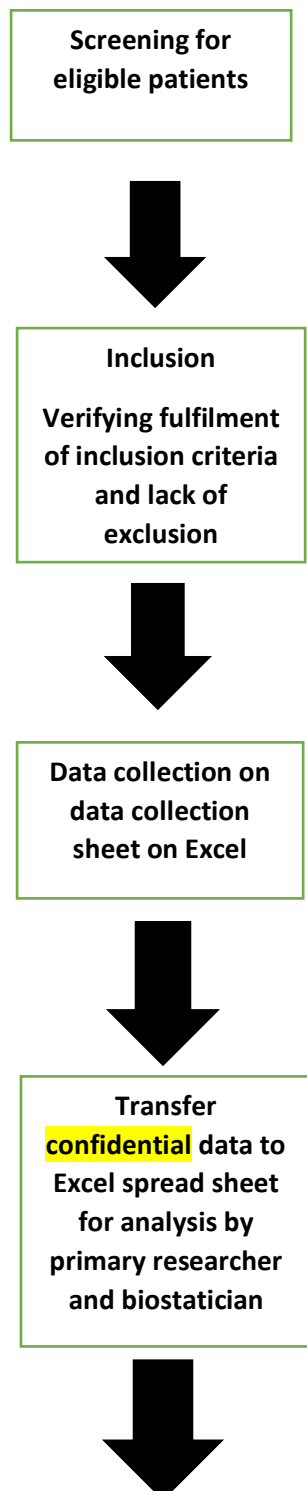 Screening for
eligible patients
Inclusion
Verifying fulfilment
of inclusion criteria
and lack of
exclusion
Data collection on
data collection
sheet on Excel
Transfer
confidential data to
Excel spread sheet
for analysis by
primary researcher
and biostatician